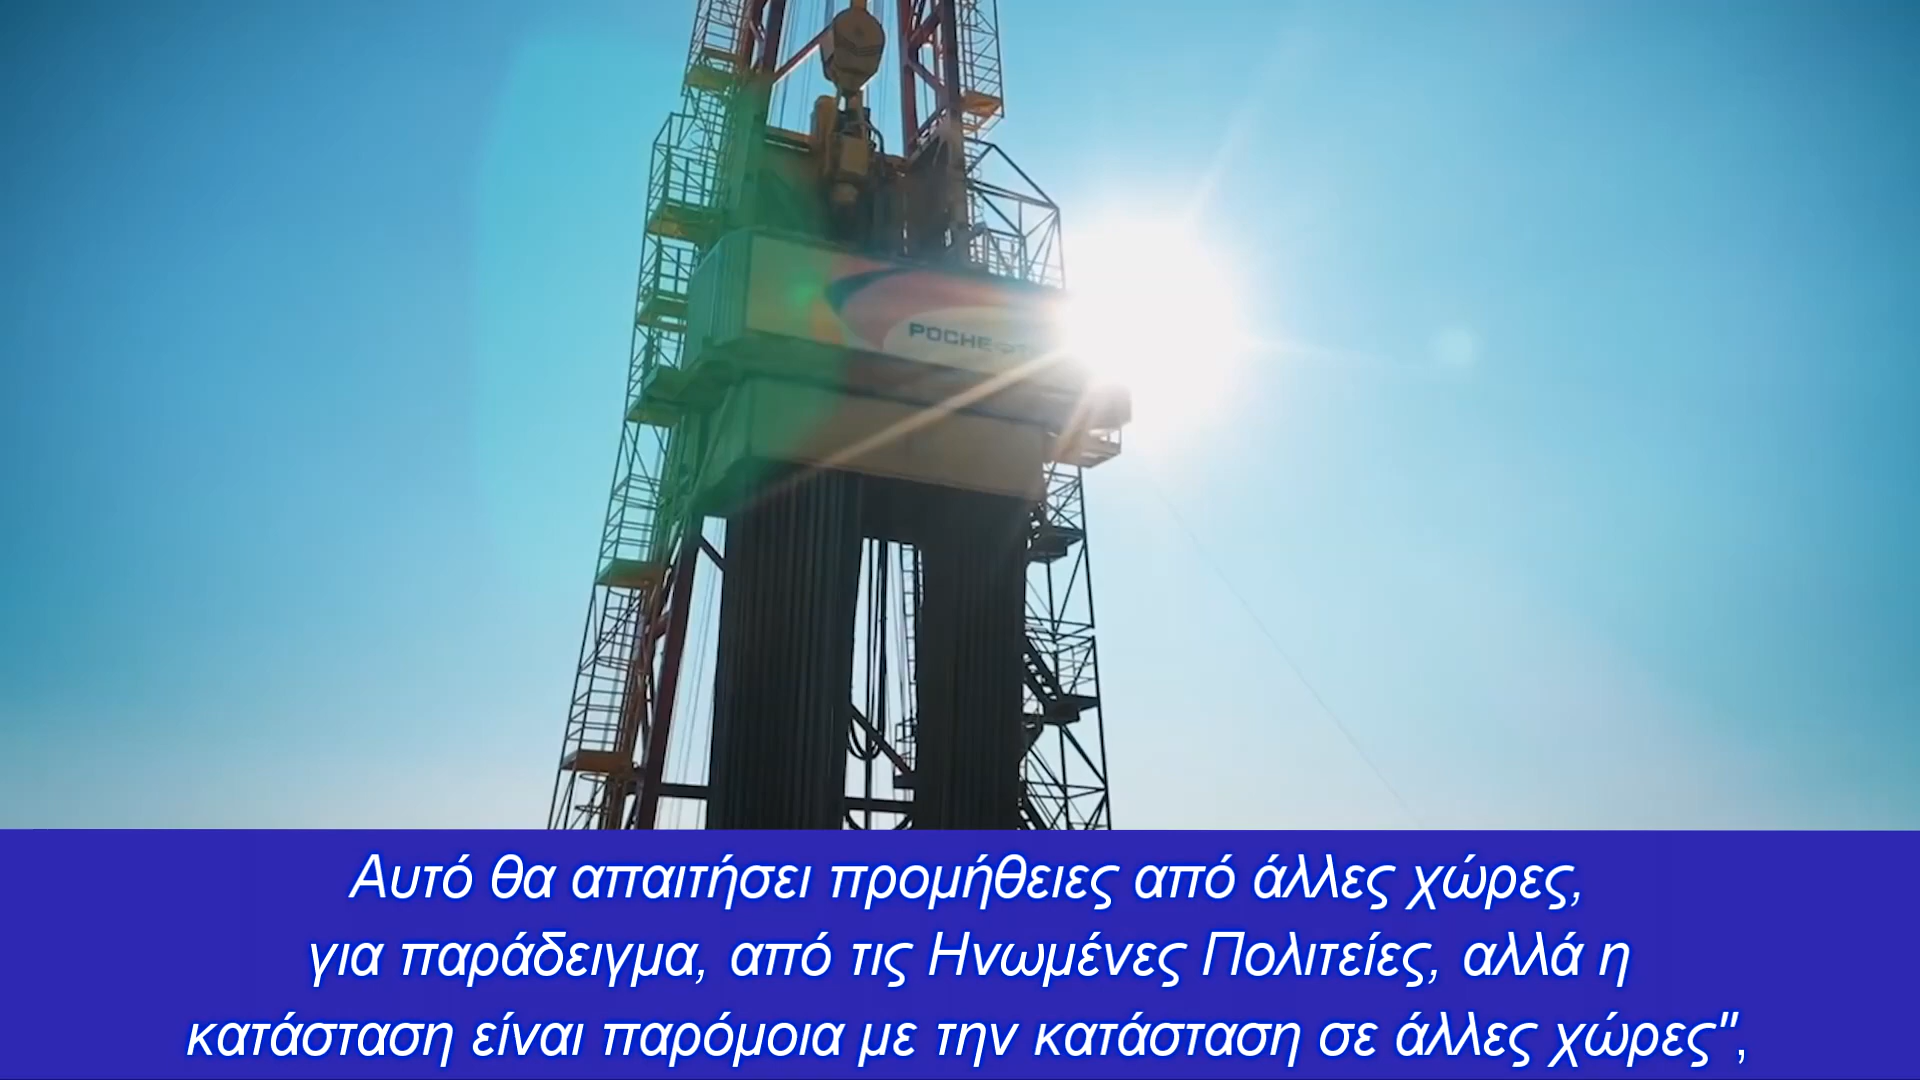 РОСНЕФТЬ
Αυτό θα απαιτήσει προμήθειες από άλλες χώρες,
για παράδειγμα, από τις Ηνωμένες Πολιτείες, αλλά η
κατάσταση είναι παρόμοια με την κατάσταση σε άλλες χώρες",